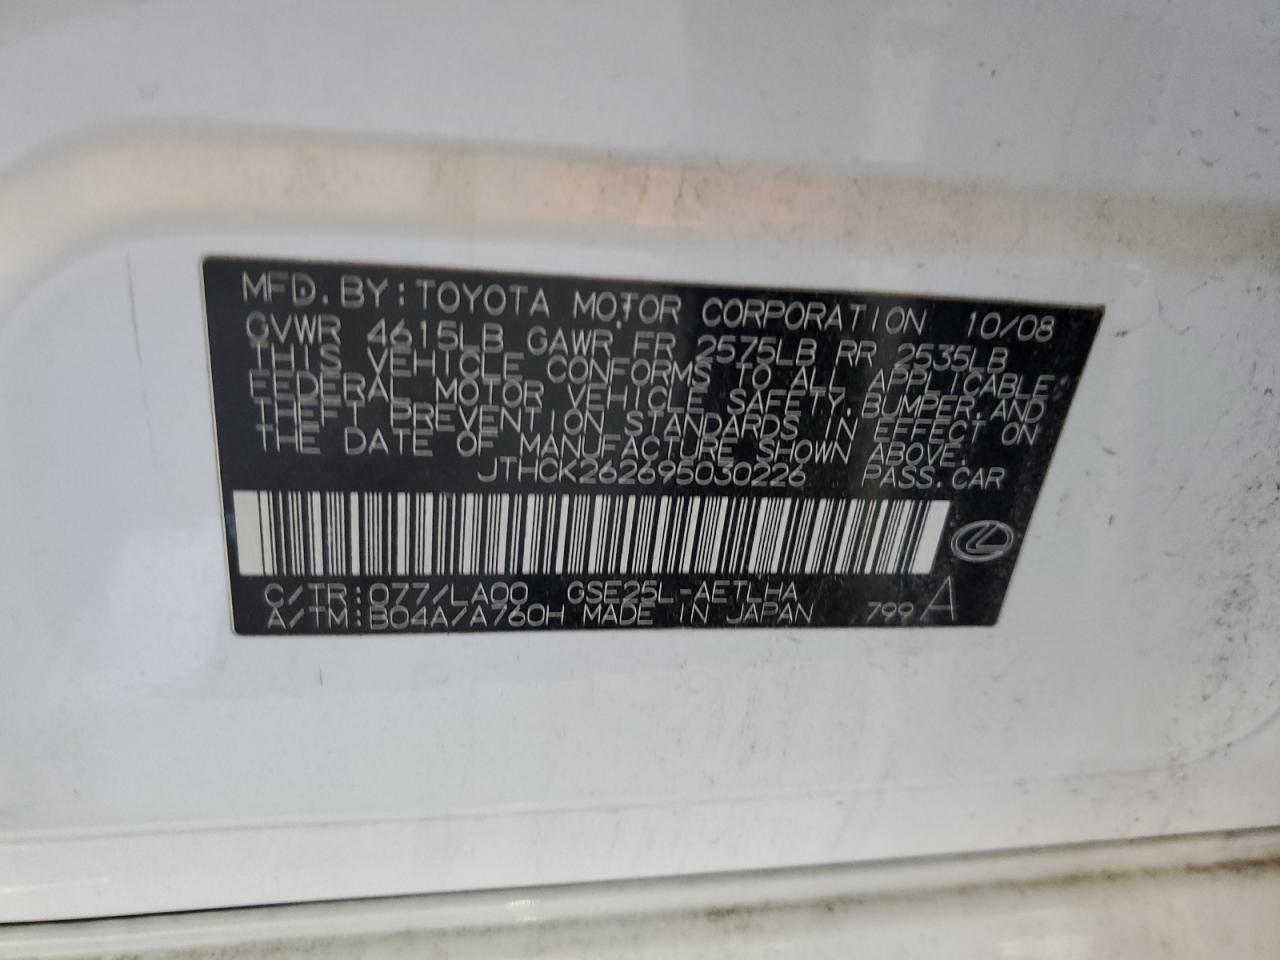 MFD. BY: TOYOTA MOTOR CORPORATION 10/08
GVWR 4615LB GAWR FR 2575LB RR 2535LB
THIS VEHICLE CONFORMS TO ALL APPLICABLE
FEDERAL MOTOR VEHICLE SAFETY, BUMPER, AND
THEFT PREVENTION STANDARDS IN EFFECT ON
THE DATE OF MANUFACTURE SHOWN ABOVE.
JTHCK262695030226 PASS. CAR
C/TR: 077/LA00 GSE25L-AETLHA
A/TM: B04A/A760H MADE IN JAPAN 799 A